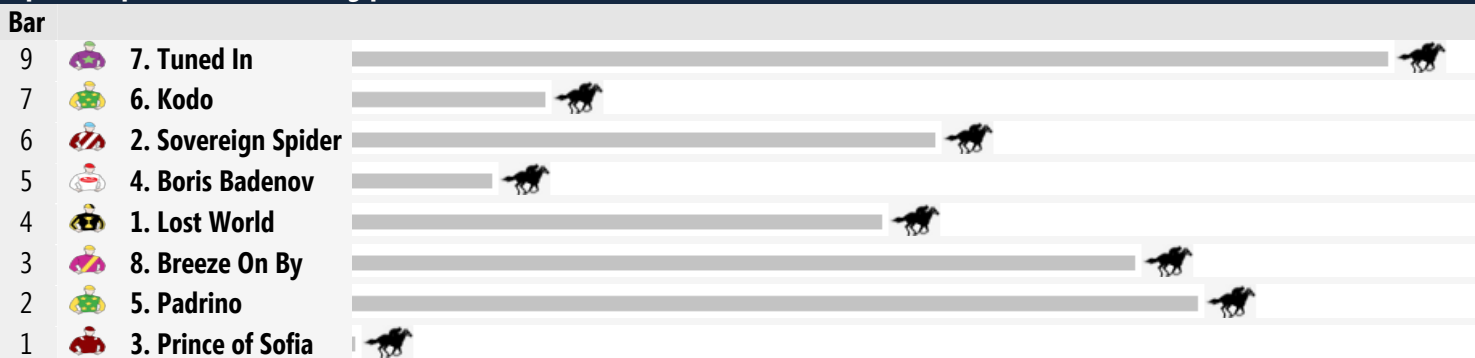 Bar
9 7. Tuned In
7 6. Kodo
6 2. Sovereign Spider
5 4. Boris Badenov
4 1. Lost World
3 8. Breeze On By
2 5. Padrino
1 3. Prince of Sofia